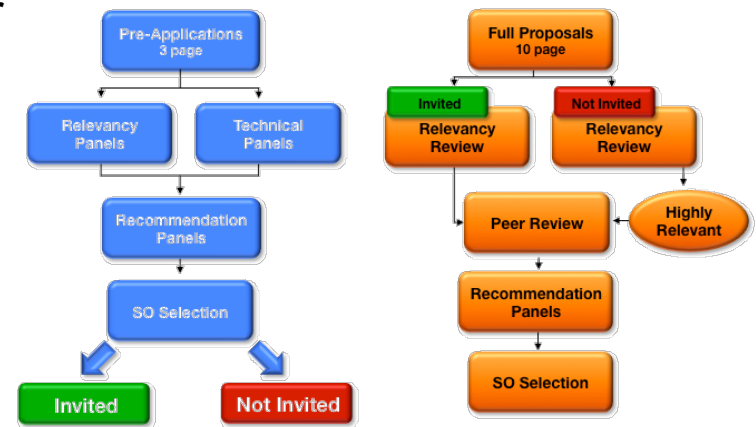 Pre-Applications
3 page
Relevancy
Panels
Technical
Panels
Recommendation
Panels
SO Selection
Invited
Not Invited
Full Proposals
10 page
Invited
Relevancy
Review
Not Invited
Relevancy
Review
Peer Review
Highly
Relevant
Recommendation
Panels
SO Selection